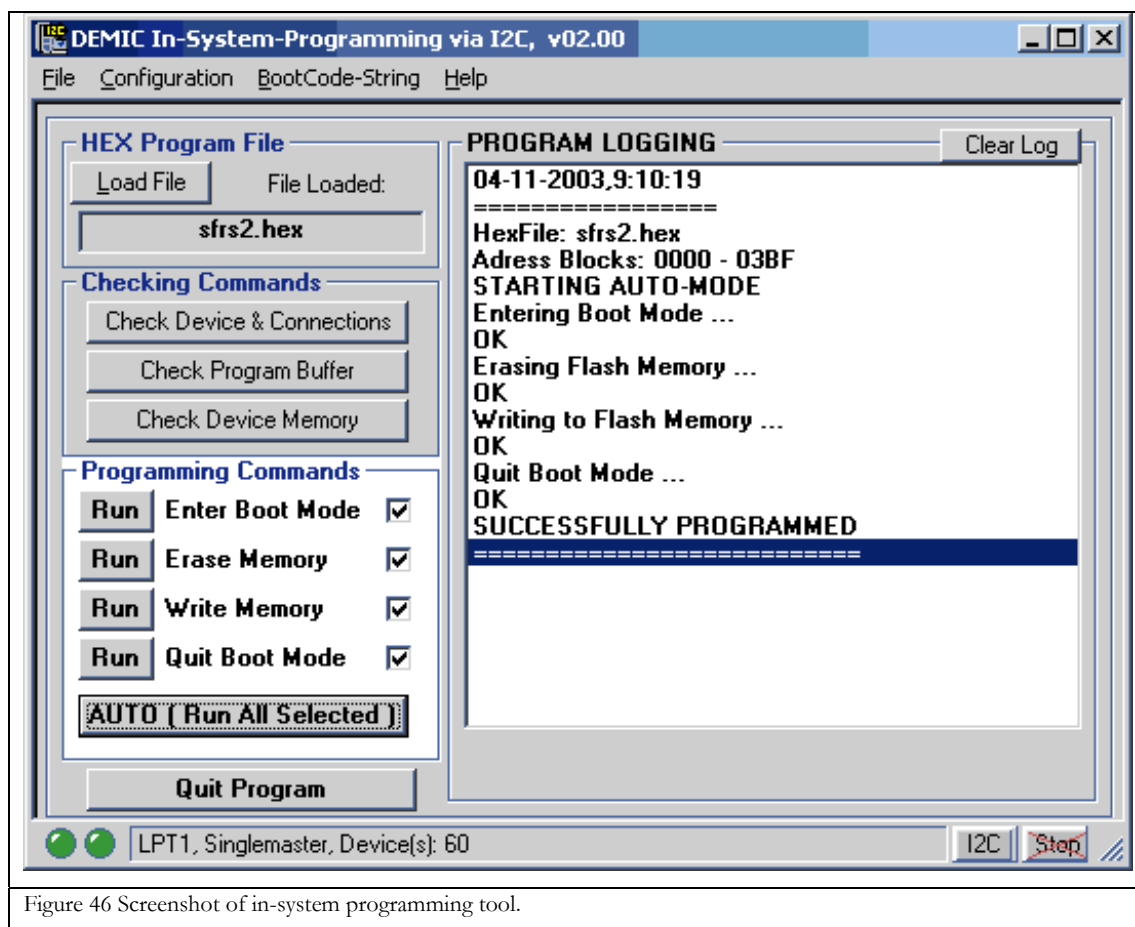 DEMIC In-System-Programming via I2C, v02.00
File Configuration BootCode-String Help
HEX Program File
Load File File Loaded:
sfrs2.hex
Checking Commands
Check Device & Connections
Check Program Buffer
Check Device Memory
Programming Commands
Run Enter Boot Mode
Run Erase Memory
Run Write Memory
Run Quit Boot Mode
AUTO ( Run All Selected )
Quit Program
PROGRAM LOGGING Clear Log
04-11-2003,9:10:19
=================
HexFile: sfrs2.hex
Adress Blocks: 0000 - 03BF
STARTING AUTO-MODE
Entering Boot Mode ...
OK
Erasing Flash Memory ...
OK
Writing to Flash Memory ...
OK
Quit Boot Mode ...
OK
SUCCESSFULLY PROGRAMMED
===========================
LPT1, Singlemaster, Device(s): 60 I2C Stop
Figure 46 Screenshot of in-system programming tool.